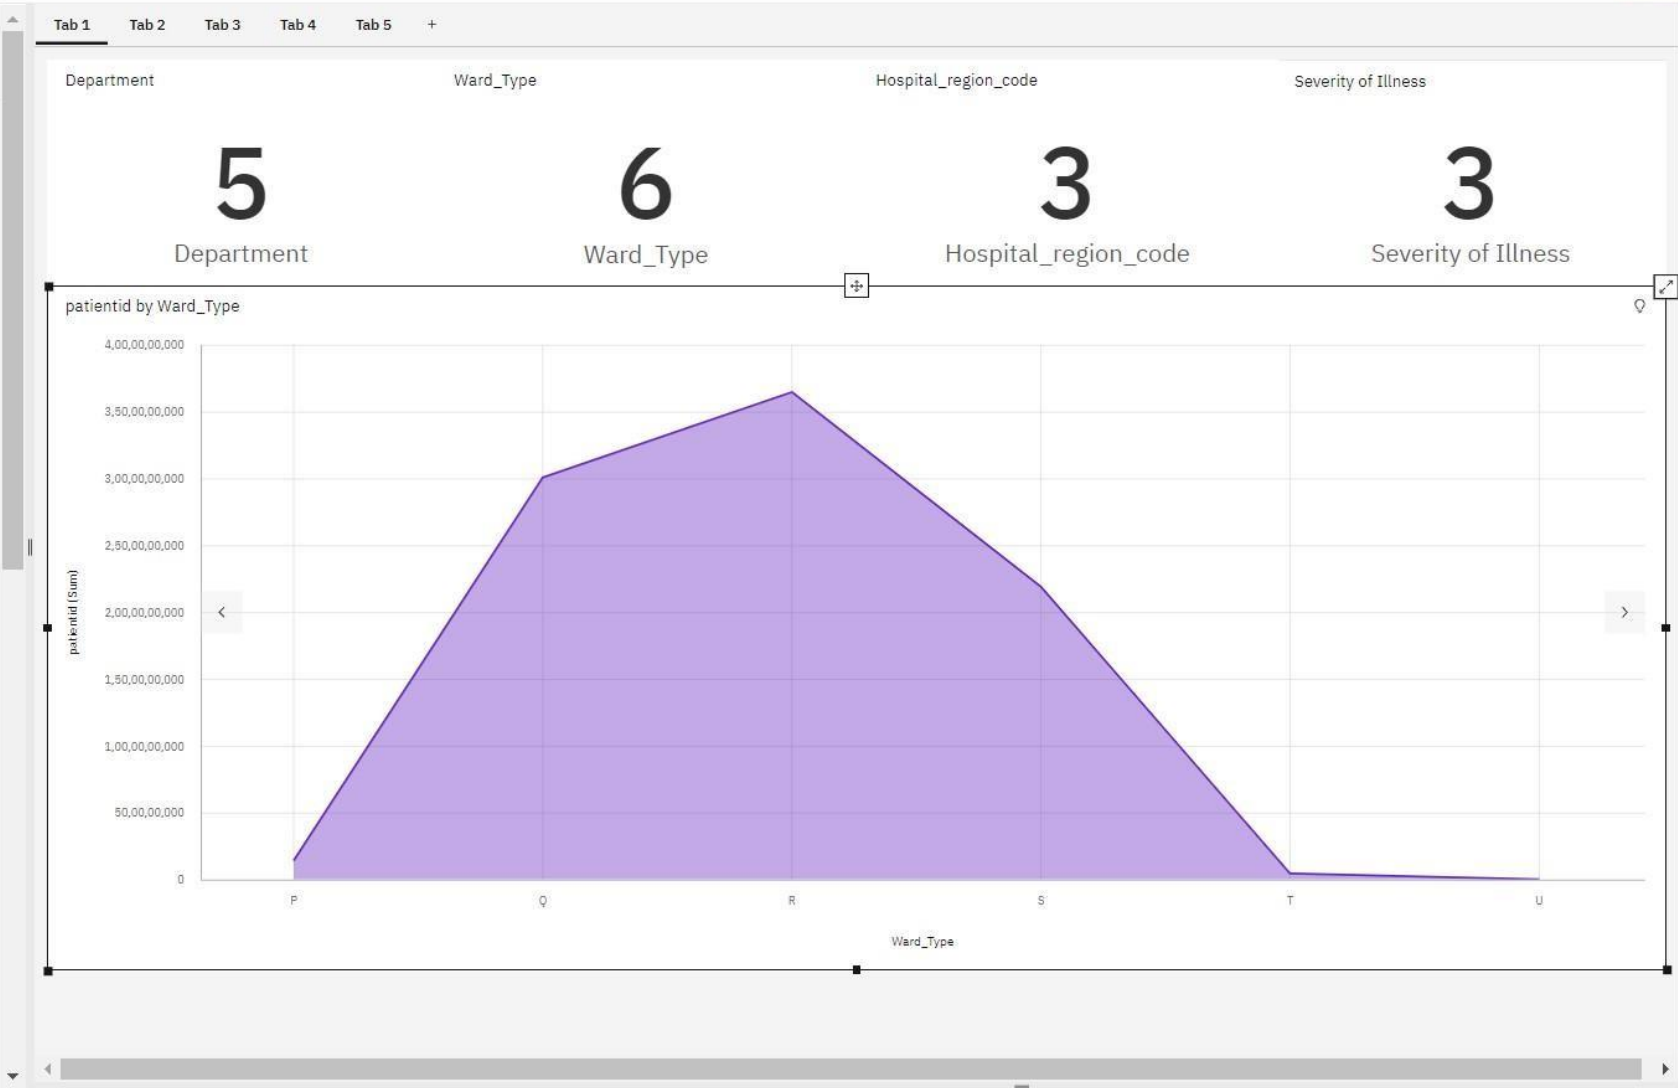 Tab 1 Tab 2 Tab 3 Tab 4 Tab 5 +
Department Ward_Type Hospital_region_code Severity of Illness
5 6 3 3
Department Ward_Type Hospital_region_code Severity of Illness
patientid by Ward_Type
4,00,00,00,000
3,50,00,00,000
3,00,00,00,000
2,50,00,00,000
2,00,00,00,000
1,50,00,00,000
1,00,00,00,000
50,00,00,000
0
patientid (Sum)
P Q R S T U
Ward_Type